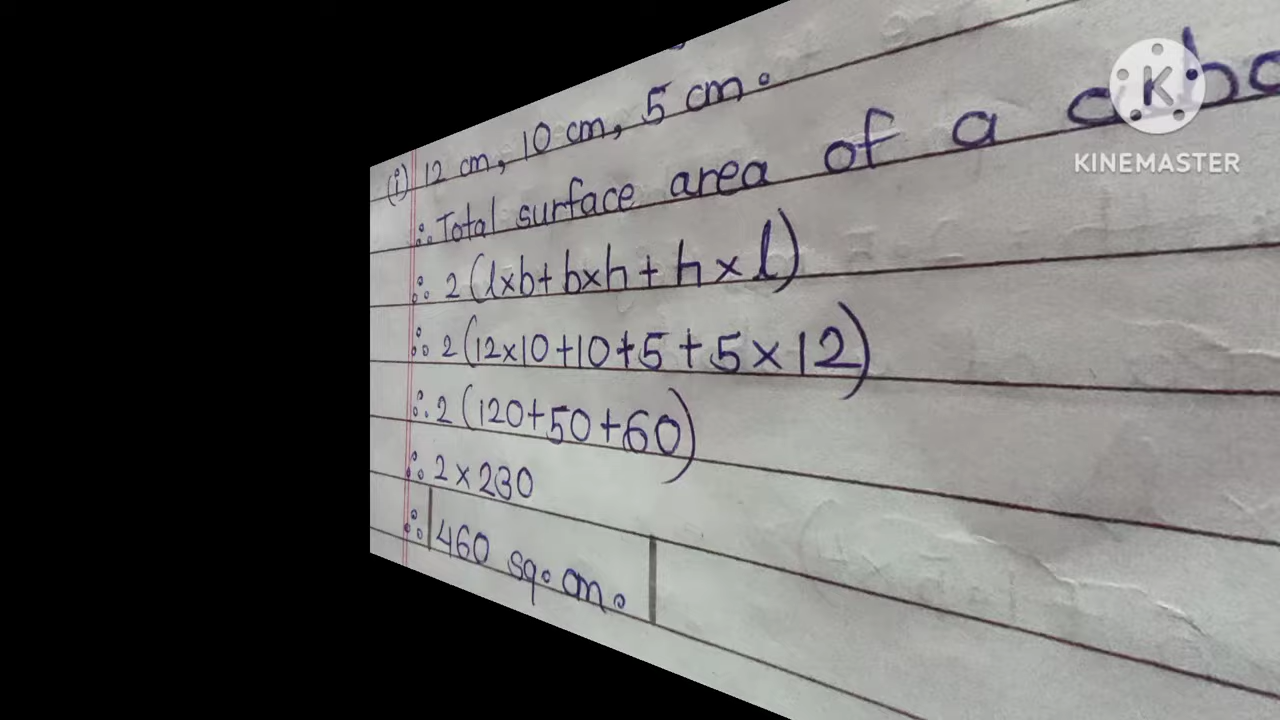 (i) 12 cm, 10 cm, 5 cm.
∴ Total surface area of a
∴ 2(l×b+b×h+h×l)
∴ 2(12×10+10+5+5×12)
∴ 2(120+50+60)
∴ 2×230
∴ 460 sq. cm.
K
KINEMASTER